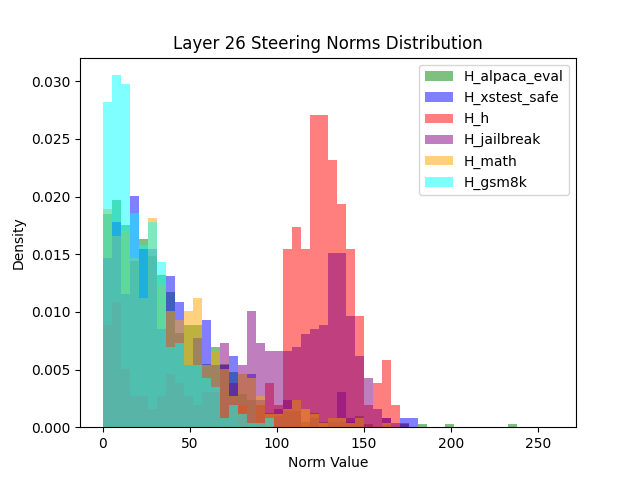 Layer 26 Steering Norms Distribution
H_alpaca_eval
H_xstest_safe
H_h
H_jailbreak
H_math
H_gsm8k
Density
0.030
0.025
0.020
0.015
0.010
0.005
0.000
0 50 100 150 200 250
Norm Value